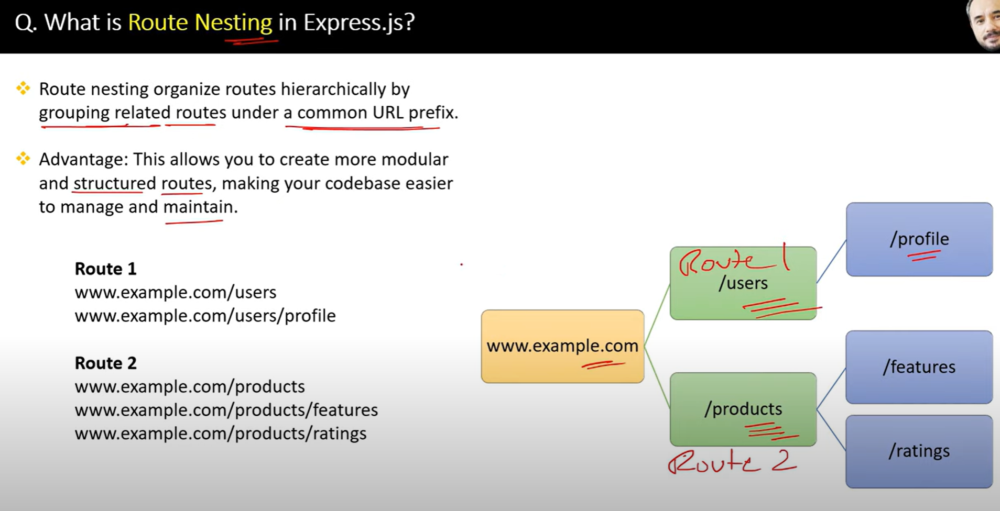 Q. What is Route Nesting in Express.js?
Route nesting organize routes hierarchically by
grouping related routes under a common URL prefix.
Advantage: This allows you to create more modular
and structured routes, making your codebase easier
to manage and maintain.
Route 1
www.example.com/users
www.example.com/users/profile
Route 2
www.example.com/products
www.example.com/products/features
www.example.com/products/ratings
www.example.com
Route 1
/users
/profile
/products
Route 2
/features
/ratings